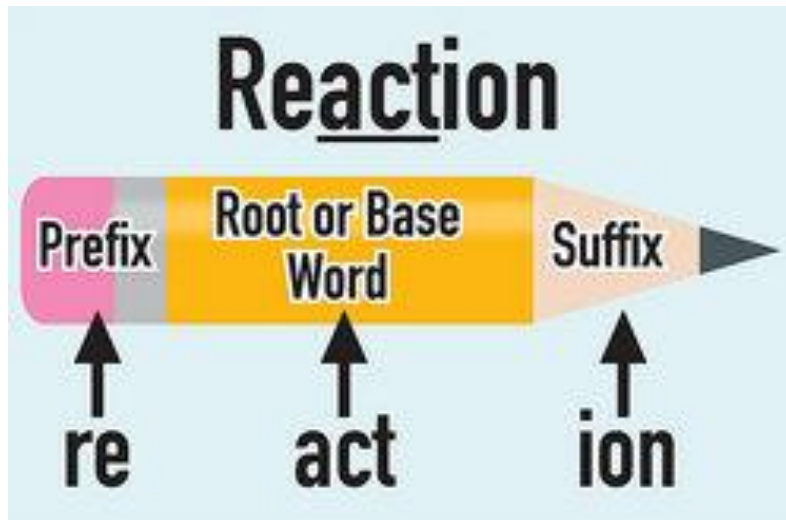 Reaction
Prefix
Root or Base
Word
Suffix
re
act
ion